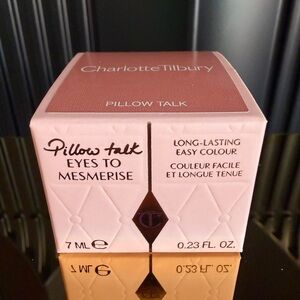 Charlotte Tilbury
PILLOW TALK
Pillow talk
EYES TO
MESMERISE
LONG-LASTING
EASY COLOUR
COULEUR FACILE
ET LONGUE TENUE
CT
7 ML ℮
0.23 FL. OZ.